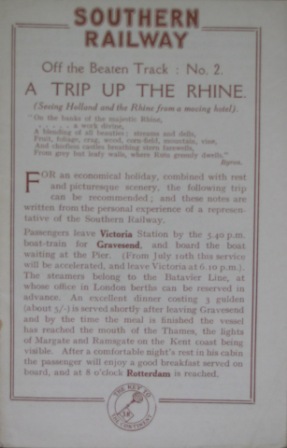 SOUTHERN
RAILWAY
Off the Beaten Track : No. 2.
A TRIP UP THE RHINE.
(Seeing Holland and the Rhine from a moving hotel).
"On the banks of the majestic Rhine,
. . . . . a work divine,
A blending of all beauties; streams and dells,
Fruit, foliage, crag, wood, corn-field, mountain, vine,
And chiefless castles breathing stern farewells,
From grey but leafy walls, where Ruin greenly dwells."
Byron.
FOR an economical holiday, combined with rest
and picturesque scenery, the following trip
can be recommended; and these notes are
written from the personal experience of a represen-
tative of the Southern Railway.
Passengers leave Victoria Station by the 5.40 p.m.
boat-train for Gravesend, and board the boat
waiting at the Pier. (From July 10th this service
will be accelerated, and leave Victoria at 6.10 p.m.).
The steamers belong to the Batavier Line, at
whose office in London berths can be reserved in
advance. An excellent dinner costing 3 gulden
(about 5/-) is served shortly after leaving Gravesend
and by the time the meal is finished the vessel
has reached the mouth of the Thames, the lights
of Margate and Ramsgate on the Kent coast being
visible. After a comfortable night's rest in his cabin
the passenger will enjoy a good breakfast served on
board, and at 8 o'clock Rotterdam is reached.
THE KEY TO
THE CONTINENT